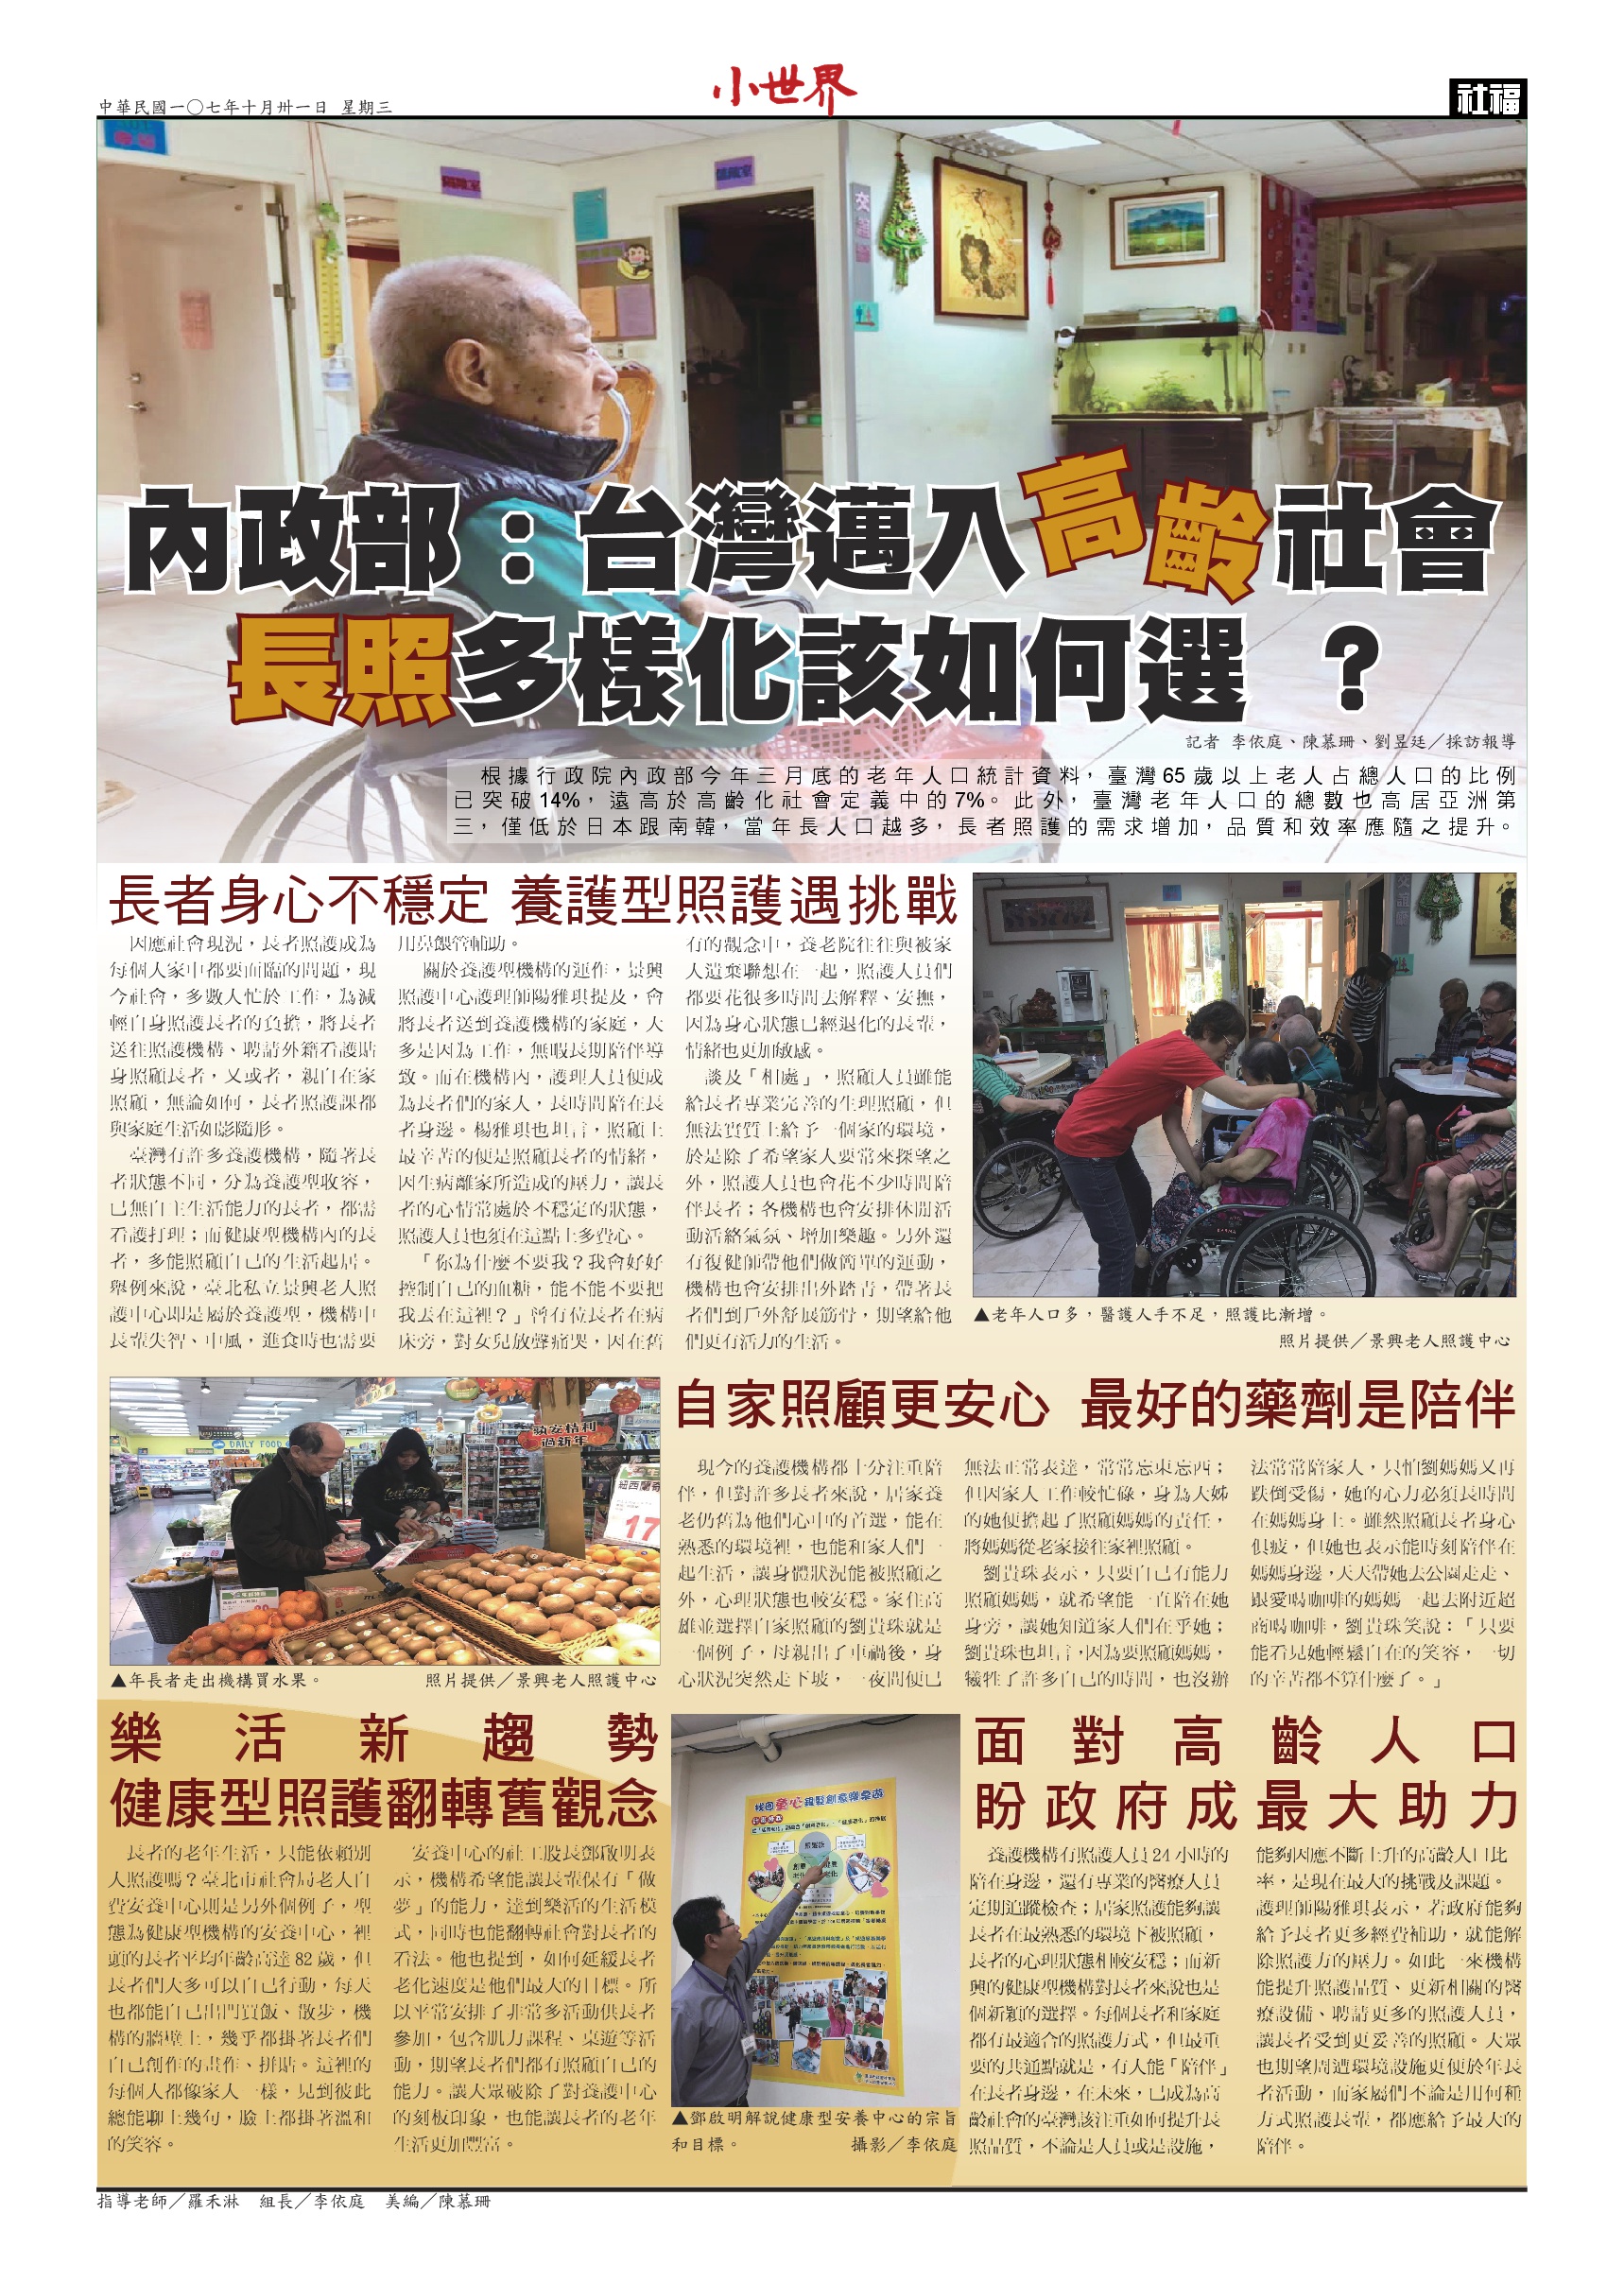 中華民國一○七年十月卅一日 星期三
小世界
社福
內政部：台灣邁入高齡社會
長照多樣化該如何選 ？
記者 李依庭、陳慕珊、劉昱廷／採訪報導
根據行政院內政部今年三月底的老年人口統計資料，臺灣65歲以上老人占總人口的比例
已突破14%，遠高於高齡化社會定義中的7%。此外，臺灣老年人口的總數也高居亞洲第
三，僅低於日本跟南韓，當年長人口越多，長者照護的需求增加，品質和效率應隨之提升。
長者身心不穩定 養護型照護遇挑戰
因應社會現況，長者照護成為
每個人家中都要面臨的問題，現
今社會，多數人忙於工作，為減
輕自身照護長者的負擔，將長者
送往照護機構、聘請外籍看護貼
身照顧長者，又或者，親自在家
照顧，無論如何，長者照護課都
與家庭生活如影隨形。
臺灣有許多養護機構，隨著長
者狀態不同，分為養護型收容，
已無自主生活能力的長者，都需
看護打理；而健康型機構內的長
者，多能照顧自己的生活起居。
舉例來說，臺北私立景興老人照
護中心即是屬於養護型，機構中
長輩失智、中風，進食時也需要
用鼻餵管輔助。
關於養護型機構的運作，景興
照護中心護理師陽雅琪提及，會
將長者送到養護機構的家庭，大
多是因為工作，無暇長期陪伴導
致。而在機構內，護理人員便成
為長者們的家人，長時間陪在長
者身邊。楊雅琪也坦言，照顧上
最辛苦的便是照顧長者的情緒，
因生病離家所造成的壓力，讓長
者的心情常處於不穩定的狀態，
照護人員也須在這點上多費心。
「你為什麼不要我？我會好好
控制自己的血糖，能不能不要把
我丟在這裡？」曾有位長者在病
床旁，對女兒放聲痛哭，因在舊
有的觀念中，養老院往往與被家
人遺棄聯想在一起，照護人員們
都要花很多時間去解釋、安撫，
因為身心狀態已經退化的長輩，
情緒也更加敏感。
談及「相處」，照顧人員雖能
給長者專業完善的生理照顧，但
無法實質上給予一個家的環境，
於是除了希望家人要常來探望之
外，照護人員也會花不少時間陪
伴長者；各機構也會安排休閒活
動活絡氣氛、增加樂趣。另外還
有復健師帶他們做簡單的運動，
機構也會安排出外踏青，帶著長
者們到戶外舒展筋骨，期望給他
們更有活力的生活。
▲老年人口多，醫護人手不足，照護比漸增。
照片提供／景興老人照護中心
DAILY FOOD
17
▲年長者走出機構買水果。 照片提供／景興老人照護中心
自家照顧更安心 最好的藥劑是陪伴
現今的養護機構都十分注重陪
伴，但對許多長者來說，居家養
老仍舊為他們心中的首選，能在
熟悉的環境裡，也能和家人們一
起生活，讓身體狀況能被照顧之
外，心理狀態也較安穩。家住高
雄並選擇自家照顧的劉貴珠就是
一個例子，母親出了車禍後，身
心狀況突然走下坡，一夜間便已
無法正常表達，常常忘東忘西；
但因家人工作較忙碌，身為大姊
的她便擔起了照顧媽媽的責任，
將媽媽從老家接往家裡照顧。
劉貴珠表示，只要自己有能力
照顧媽媽，就希望能一直陪在她
身旁，讓她知道家人們在乎她；
劉貴珠也坦言，因為要照顧媽媽，
犧牲了許多自己的時間，也沒辦
法常常陪家人，只怕劉媽媽又再
跌倒受傷，她的心力必須長時間
在媽媽身上。雖然照顧長者身心
俱疲，但她也表示能時刻陪伴在
媽媽身邊，天天帶她去公園走走、
跟愛喝咖啡的媽媽一起去附近超
商喝咖啡，劉貴珠笑說：「只要
能看見她輕鬆自在的笑容，一切
的辛苦都不算什麼了。」
樂活新趨勢
健康型照護翻轉舊觀念
長者的老年生活，只能依賴別
人照護嗎？臺北市社會局老人自
費安養中心則是另外個例子，型
態為健康型機構的安養中心，裡
頭的長者平均年齡高達82歲，但
長者們大多可以自己行動，每天
也都能自己出門買飯、散步，機
構的牆壁上，幾乎都掛著長者們
自己創作的畫作、拼貼。這裡的
每個人都像家人一樣，見到彼此
總能聊上幾句，臉上都掛著溫和
的笑容。
安養中心的社工股長鄧啟明表
示，機構希望能讓長輩保有「做
夢」的能力，達到樂活的生活模
式，同時也能翻轉社會對長者的
看法。他也提到，如何延緩長者
老化速度是他們最大的目標。所
以平常安排了非常多活動供長者
參加，包含肌力課程、桌遊等活
動，期望長者們都有照顧自己的
能力。讓大眾破除了對養護中心
的刻板印象，也能讓長者的老年
生活更加豐富。
▲鄧啟明解說健康型安養中心的宗旨
和目標。 攝影／李依庭
面對高齡人口
盼政府成最大助力
養護機構有照護人員24小時的
陪在身邊，還有專業的醫療人員
定期追蹤檢查；居家照護能夠讓
長者在最熟悉的環境下被照顧，
長者的心理狀態相較安穩；而新
興的健康型機構對長者來說也是
個新穎的選擇。每個長者和家庭
都有最適合的照護方式，但最重
要的共通點就是，有人能「陪伴」
在長者身邊，在未來，已成為高
齡社會的臺灣該注重如何提升長
照品質，不論是人員或是設施，
能夠因應不斷上升的高齡人口比
率，是現在最大的挑戰及課題。
護理師陽雅琪表示，若政府能夠
給予長者更多經費補助，就能解
除照護方的壓力。如此一來機構
能提升照護品質、更新相關的醫
療設備、聘請更多的照護人員，
讓長者受到更妥善的照顧。大眾
也期望周遭環境設施更便於年長
者活動，而家屬們不論是用何種
方式照護長輩，都應給予最大的
陪伴。
指導老師／羅禾淋 組長／李依庭 美編／陳慕珊